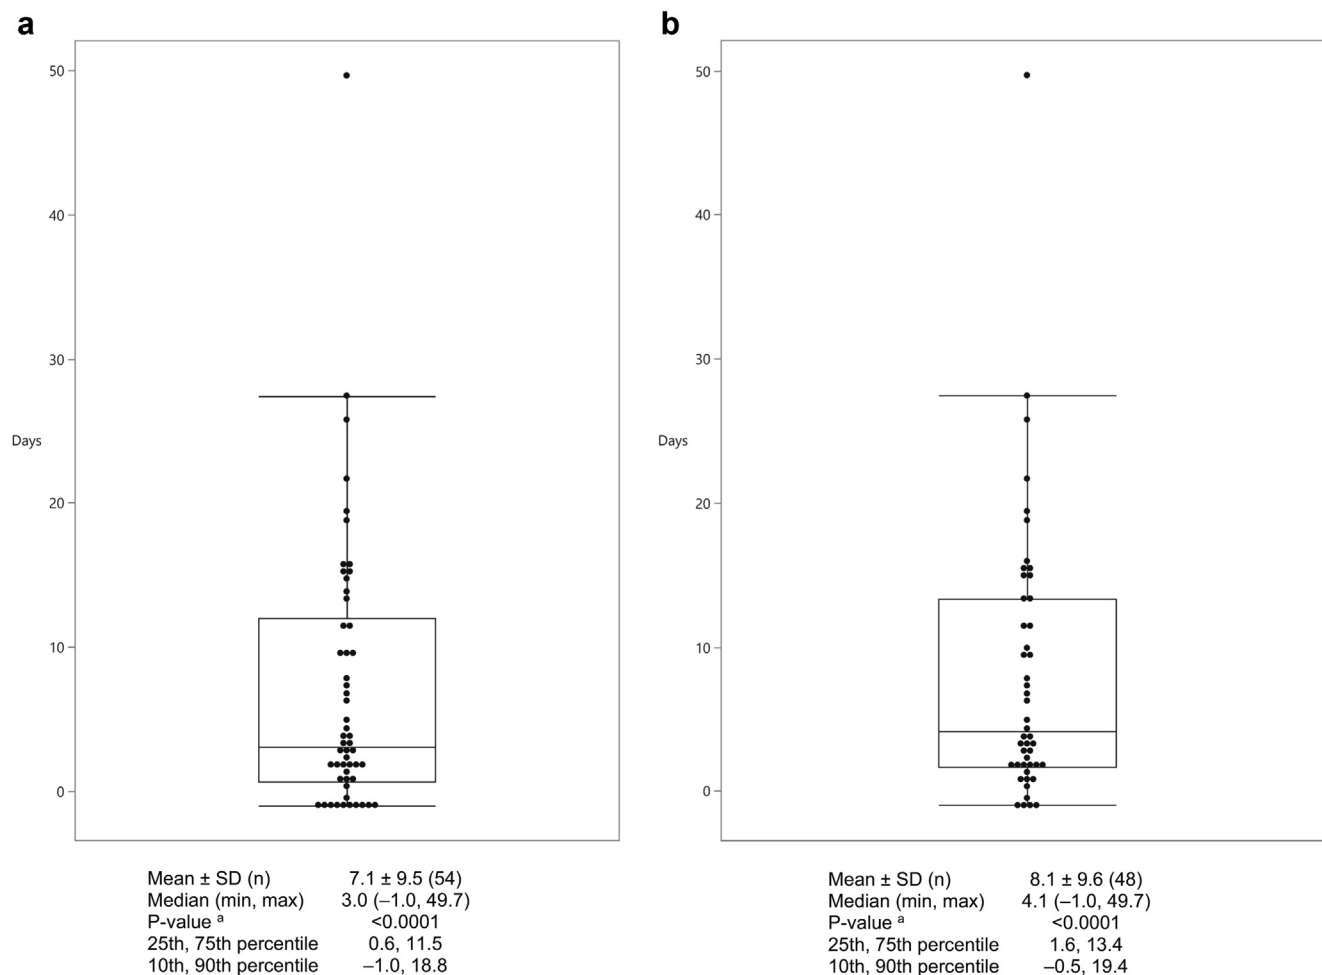 a
50
40
30
Days
20
10
0
Mean ± SD (n) 7.1 ± 9.5 (54)
Median (min, max) 3.0 (–1.0, 49.7)
P-value a <0.0001
25th, 75th percentile 0.6, 11.5
10th, 90th percentile –1.0, 18.8
b
50
40
30
Days
20
10
0
Mean ± SD (n) 8.1 ± 9.6 (48)
Median (min, max) 4.1 (–1.0, 49.7)
P-value a <0.0001
25th, 75th percentile 1.6, 13.4
10th, 90th percentile –0.5, 19.4